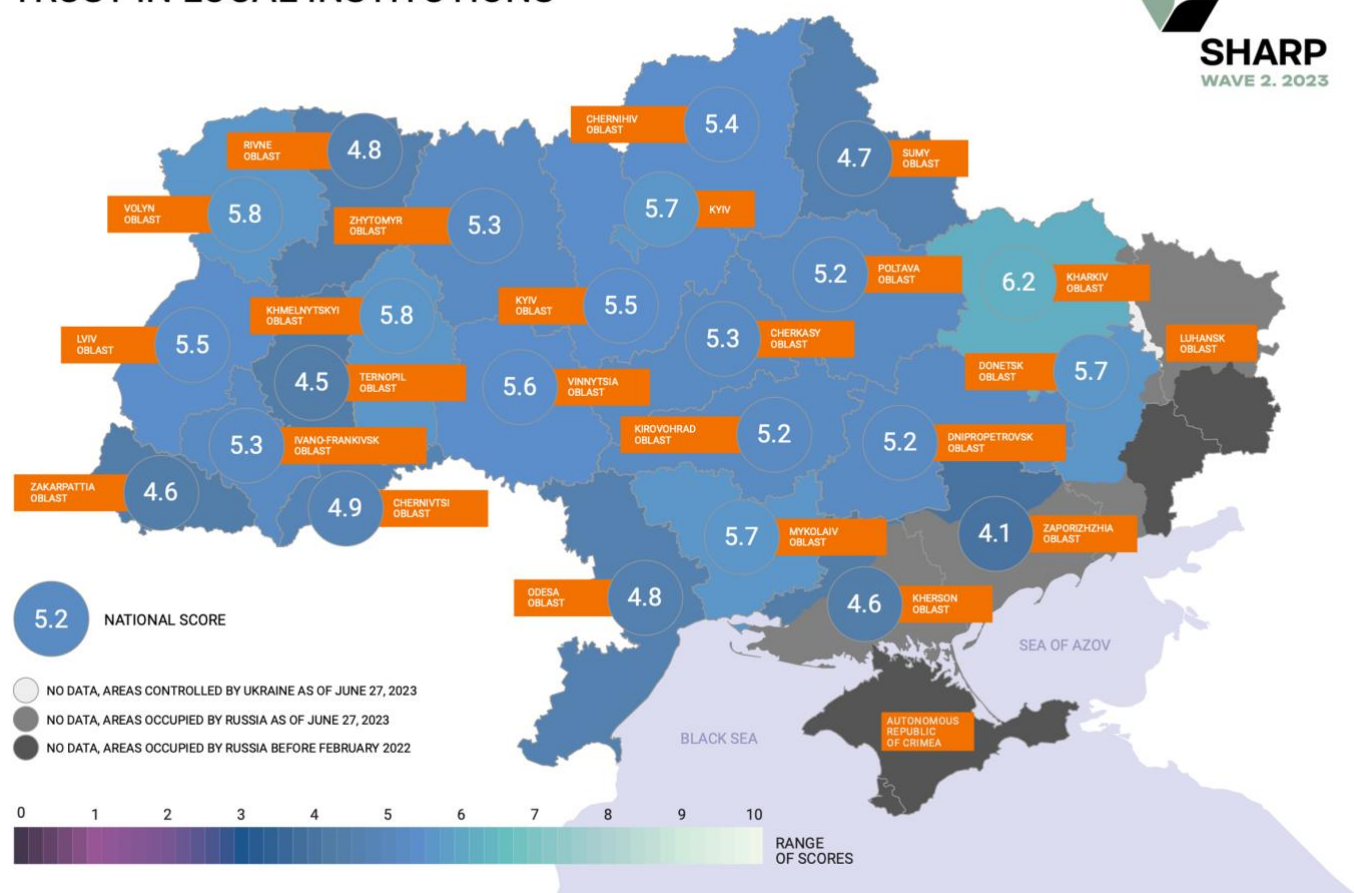 TRUST IN LOCAL INSTITUTIONS
SHARP
WAVE 2. 2023
CHERNIHIV
OBLAST
5.4
RIVNE
OBLAST
4.8
4.7
SUMY
OBLAST
VOLYN
OBLAST
5.8
ZHYTOMYR
OBLAST
5.3
5.7
KYIV
5.2
POLTAVA
OBLAST
6.2
KHARKIV
OBLAST
KHMELNYTSKYI
OBLAST
5.8
KYIV
OBLAST
5.5
LVIV
OBLAST
5.5
5.3
CHERKASY
OBLAST
LUHANSK
OBLAST
4.5
TERNOPIL
OBLAST
5.6
VINNYTSIA
OBLAST
DONETSK
OBLAST
5.7
5.3
IVANO-FRANKIVSK
OBLAST
KIROVOHRAD
OBLAST
5.2
5.2
DNIPROPETROVSK
OBLAST
ZAKARPATTIA
OBLAST
4.6
4.9
CHERNIVTSI
OBLAST
5.7
MYKOLAIV
OBLAST
4.1
ZAPORIZHZHIA
OBLAST
ODESA
OBLAST
4.8
4.6
KHERSON
OBLAST
5.2
NATIONAL SCORE
SEA OF AZOV
NO DATA, AREAS CONTROLLED BY UKRAINE AS OF JUNE 27, 2023
NO DATA, AREAS OCCUPIED BY RUSSIA AS OF JUNE 27, 2023
NO DATA, AREAS OCCUPIED BY RUSSIA BEFORE FEBRUARY 2022
BLACK SEA
AUTONOMOUS
REPUBLIC
OF CRIMEA
0 1 2 3 4 5 6 7 8 9 10
RANGE
OF SCORES